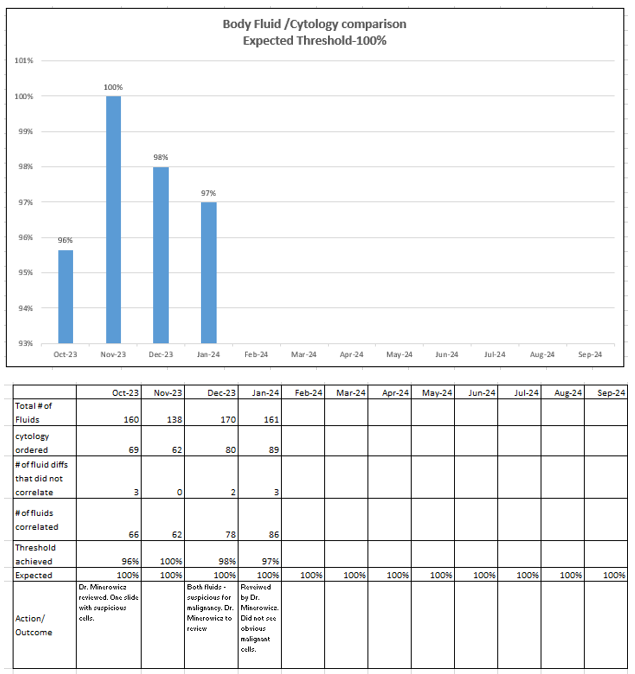 Body Fluid /Cytology comparison
Expected Threshold-100%
101%
100%
99%
98%
97%
96%
95%
94%
93%
96%
100%
98%
97%
Oct-23 Nov-23 Dec-23 Jan-24 Feb-24 Mar-24 Apr-24 May-24 Jun-24 Jul-24 Aug-24 Sep-24
Oct-23 Nov-23 Dec-23 Jan-24 Feb-24 Mar-24 Apr-24 May-24 Jun-24 Jul-24 Aug-24 Sep-24
Total # of
Fluids 160 138 170 161
cytology
ordered 69 62 80 89
# of fluid diffs
that did not
correlate 3 0 2 3
# of fluids
correlated 66 62 78 86
Threshold
achieved 96% 100% 98% 97%
Expected 100% 100% 100% 100% 100% 100% 100% 100% 100% 100% 100% 100%
Action/
Outcome
Dr. Minerowicz
reviewed. One slide
with suspicious
cells.
Both fluids -
suspicious for
malignancy. Dr.
Minerowicz to
review
Reveived
by Dr.
Minerowicz.
Did not see
obvious
malignant
cells.